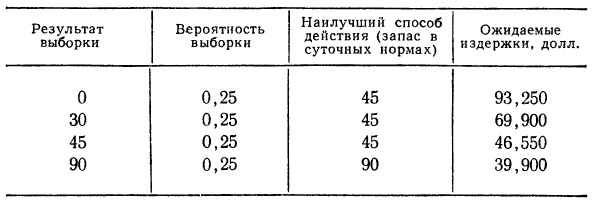 Результат выборки | Вероятность выборки | Наилучший способ действия (запас в суточных нормах) | Ожидаемые издержки, долл.
0 | 0,25 | 45 | 93,250
30 | 0,25 | 45 | 69,900
45 | 0,25 | 45 | 46,550
90 | 0,25 | 90 | 39,900